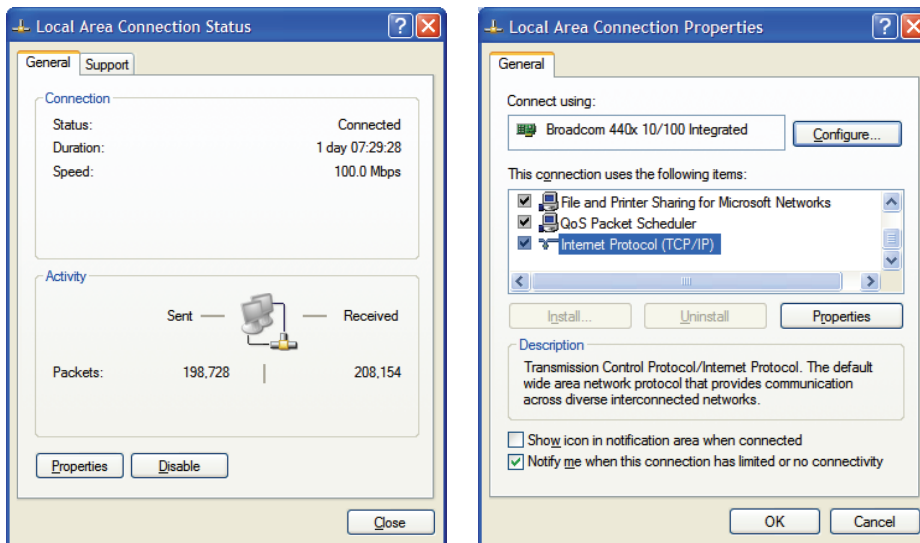 Local Area Connection Status
General Support
Connection
Status: Connected
Duration: 1 day 07:29:28
Speed: 100.0 Mbps
Activity
Sent — — Received
Packets: 198,728 | 208,154
Properties Disable
Close
Local Area Connection Properties
General
Connect using:
Broadcom 440x 10/100 Integrated Configure...
This connection uses the following items:
File and Printer Sharing for Microsoft Networks
QoS Packet Scheduler
Internet Protocol (TCP/IP)
Install... Uninstall Properties
Description
Transmission Control Protocol/Internet Protocol. The default
wide area network protocol that provides communication
across diverse interconnected networks.
Show icon in notification area when connected
Notify me when this connection has limited or no connectivity
OK Cancel